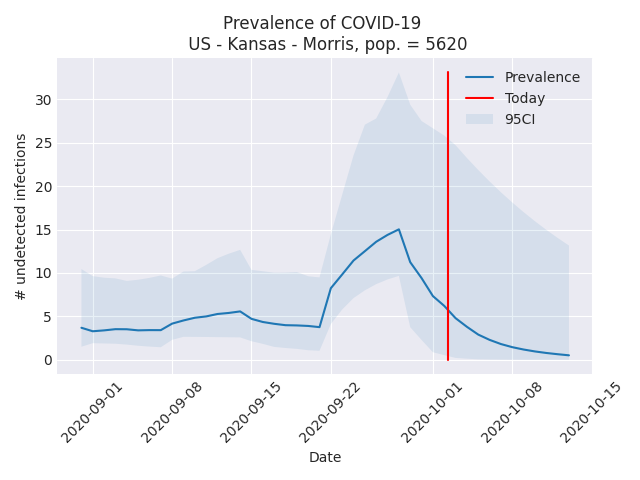 Prevalence of COVID-19
US - Kansas - Morris, pop. = 5620
Prevalence
Today
95CI
# undetected infections
30
25
20
15
10
5
0
2020-09-01
2020-09-08
2020-09-15
2020-09-22
2020-10-01
2020-10-08
2020-10-15
Date